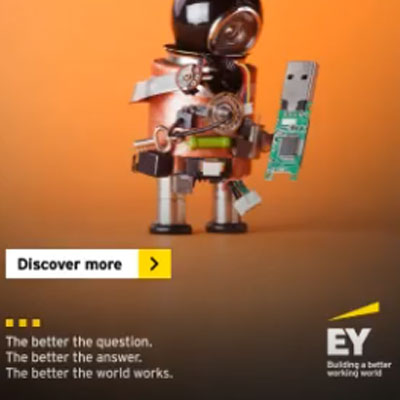 Discover more
The better the question.
The better the answer.
The better the world works.
EY
Building a better
working world